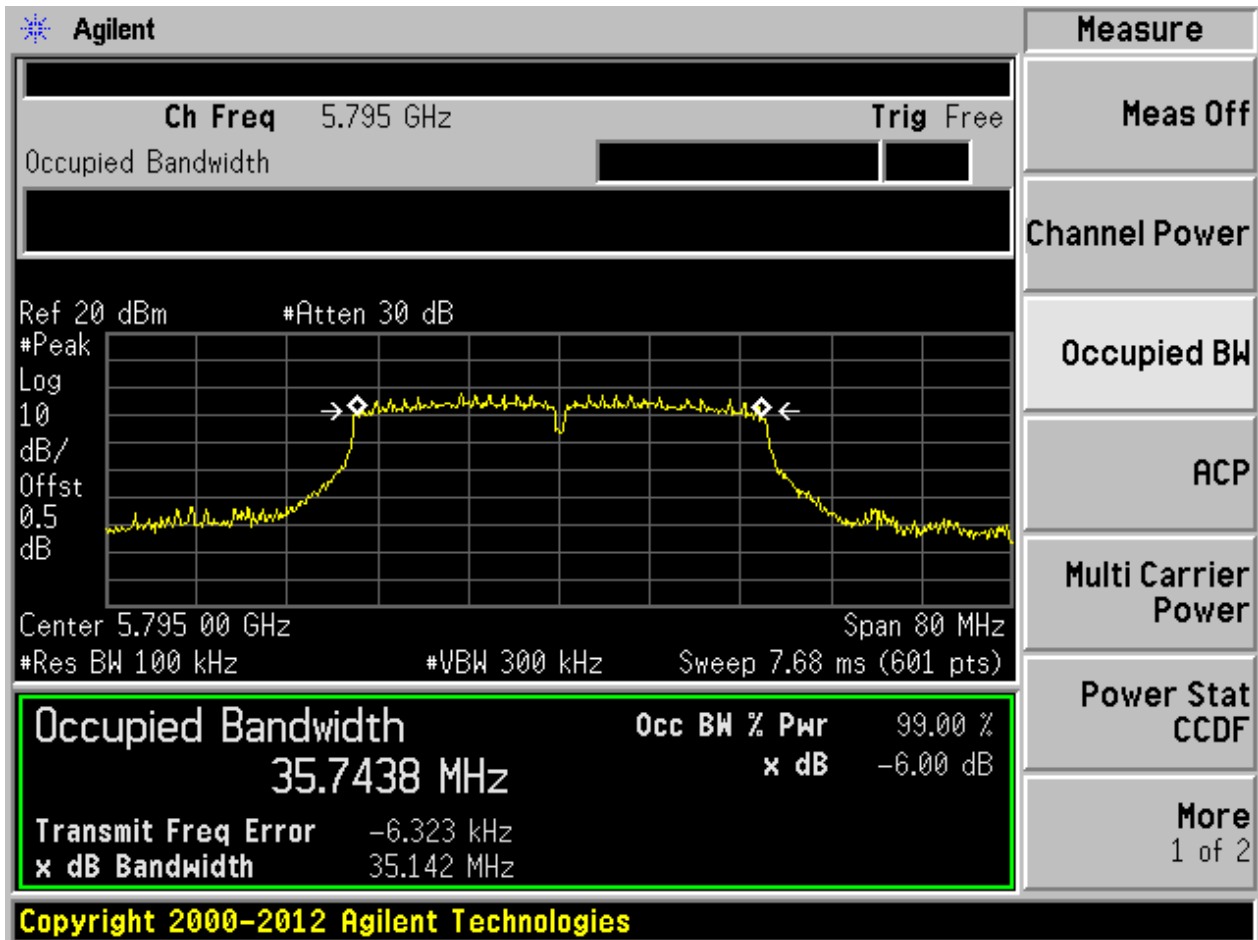 Agilent
Measure
Ch Freq 5.795 GHz Trig Free
Occupied Bandwidth
Meas Off
Channel Power
Occupied BW
ACP
Multi Carrier
Power
Power Stat
CCDF
More
1 of 2
Ref 20 dBm #Atten 30 dB
#Peak
Log
10
dB/
Offst
0.5
dB
Center 5.795 00 GHz Span 80 MHz
#Res BW 100 kHz #VBW 300 kHz Sweep 7.68 ms (601 pts)
Occupied Bandwidth
35.7438 MHz
Occ BW % Pwr 99.00 %
x dB -6.00 dB
Transmit Freq Error -6.323 kHz
x dB Bandwidth 35.142 MHz
Copyright 2000-2012 Agilent Technologies